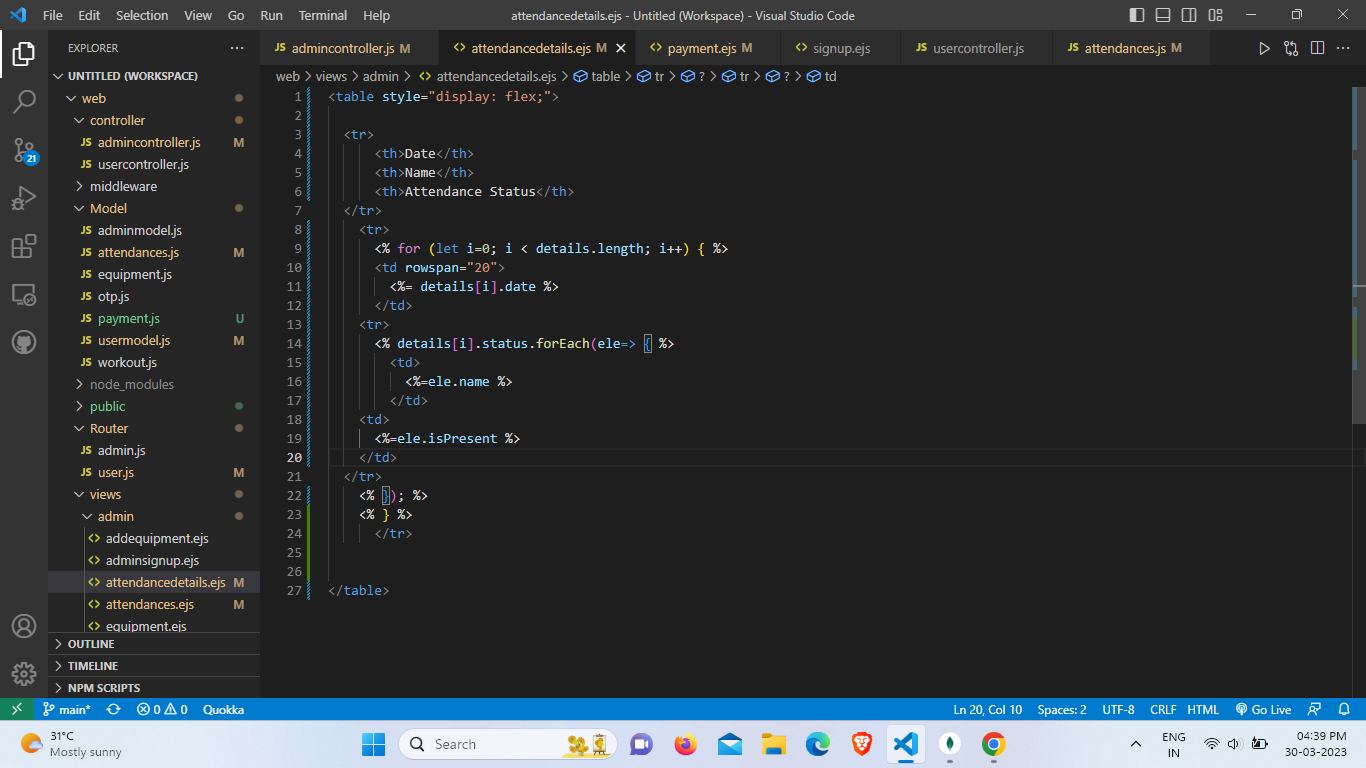 File Edit Selection View Go Run Terminal Help attendancedetails.ejs - Untitled (Workspace) - Visual Studio Code
EXPLORER
JS admincontroller.js M <> attendancedetails.ejs M <> payment.ejs M <> signup.ejs JS usercontroller.js JS attendances.js M
web > views > admin > <> attendancedetails.ejs > table > tr > ? > tr > ? > td
UNTITLED (WORKSPACE)
web
controller
JS admincontroller.js M
JS usercontroller.js
middleware
Model
JS adminmodel.js
JS attendances.js M
JS equipment.js
JS otp.js
JS payment.js U
JS usermodel.js M
JS workout.js
node_modules
public
Router
JS admin.js
JS user.js M
views
admin
<> addequipment.ejs
<> adminsignup.ejs
<> attendancedetails.ejs M
<> attendances.ejs M
<> equipment.ejs
OUTLINE
TIMELINE
NPM SCRIPTS
21
1 <table style="display: flex;">
2
3 <tr>
4 <th>Date</th>
5 <th>Name</th>
6 <th>Attendance Status</th>
7 </tr>
8 <tr>
9 <% for (let i=0; i < details.length; i++) { %>
10 <td rowspan="20">
11 <%= details[i].date %>
12 </td>
13 <tr>
14 <% details[i].status.forEach(ele=> { %>
15 <td>
16 <%=ele.name %>
17 </td>
18 <td>
19 <%=ele.isPresent %>
20 </td>
21 </tr>
22 <% }); %>
23 <% } %>
24 </tr>
25
26
27 </table>
main* 0 0 Quokka Ln 20, Col 10 Spaces: 2 UTF-8 CRLF HTML Go Live
31°C
Mostly sunny
Search
ENG
IN
04:39 PM
30-03-2023